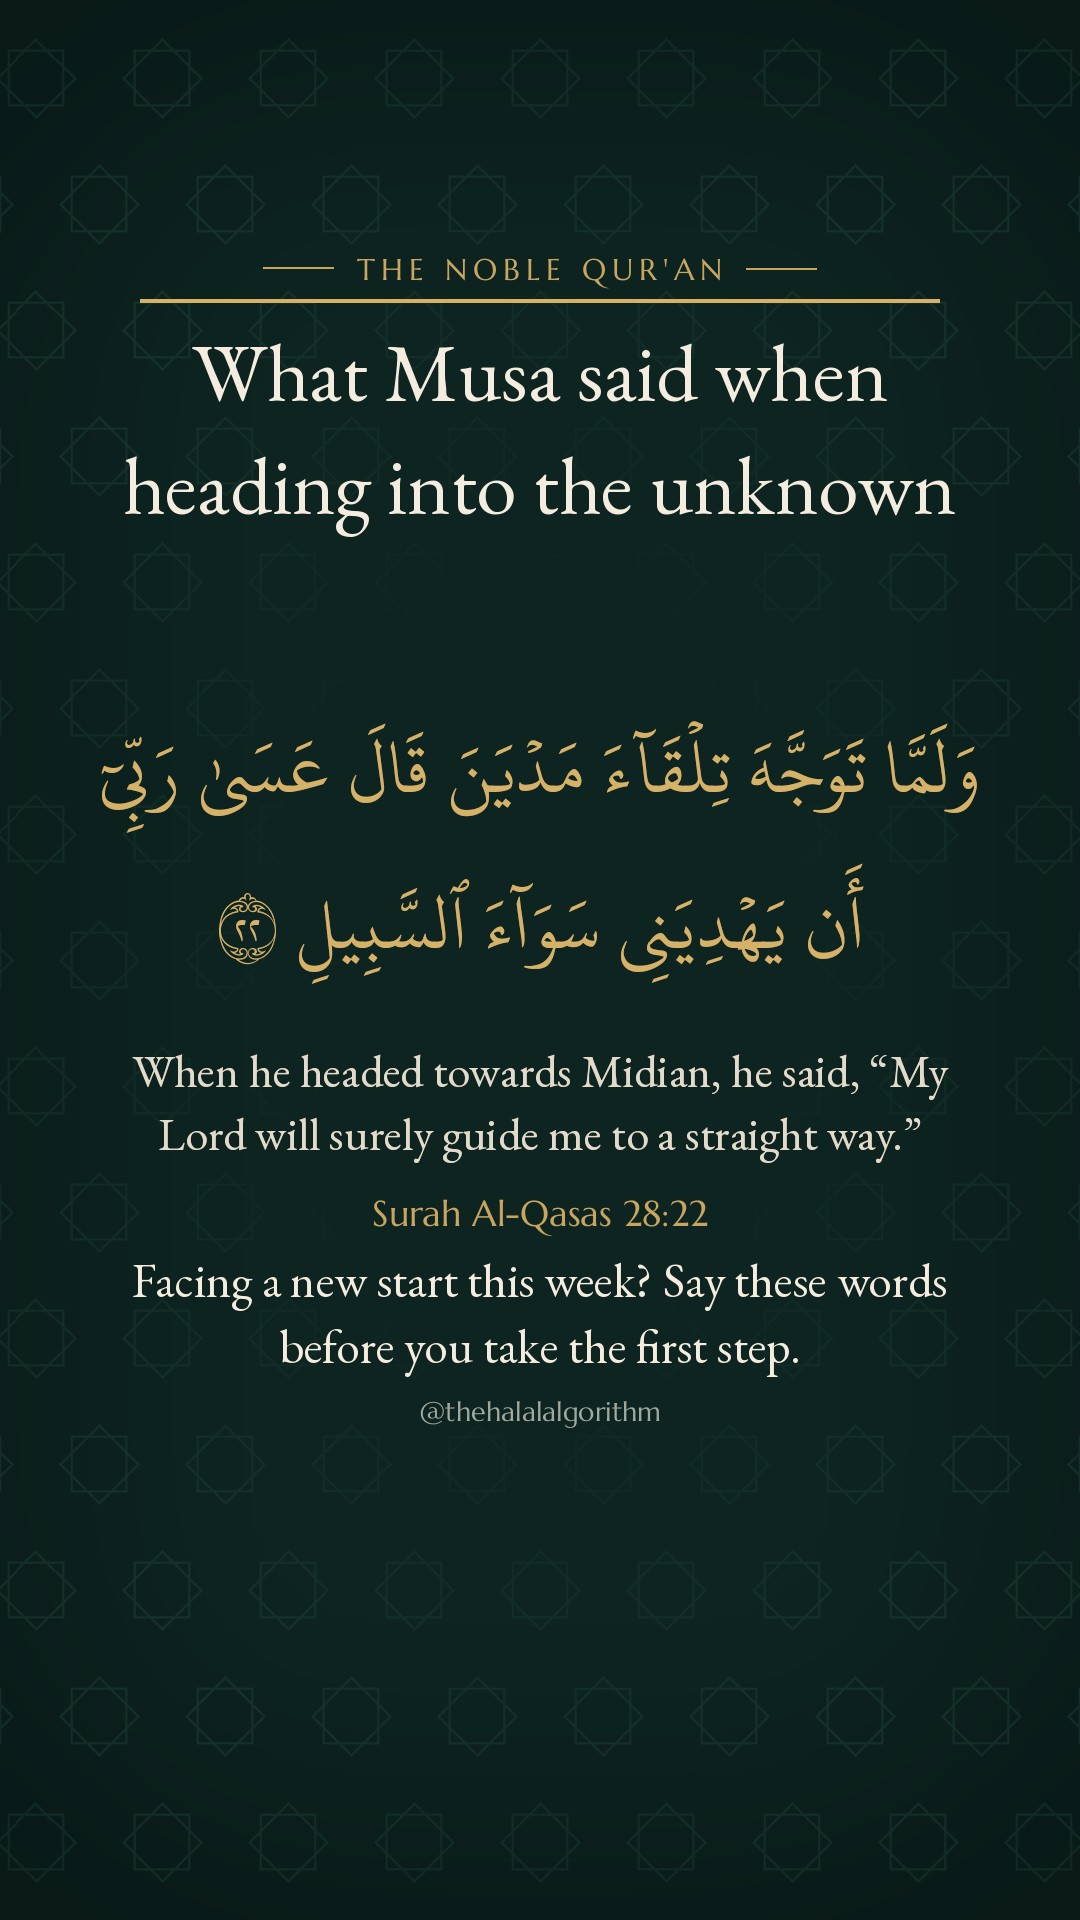 THE NOBLE QUR'AN
What Musa said when
heading into the unknown
وَلَمَّا تَوَجَّهَ تِلْقَآءَ مَدْيَنَ قَالَ عَسَىٰ رَبِّىٓ
أَن يَهْدِيَنِى سَوَآءَ ٱلسَّبِيلِ ٢٢
When he headed towards Midian, he said, “My
Lord will surely guide me to a straight way.”
Surah Al-Qasas 28:22
Facing a new start this week? Say these words
before you take the first step.
@thehalalalgorithm